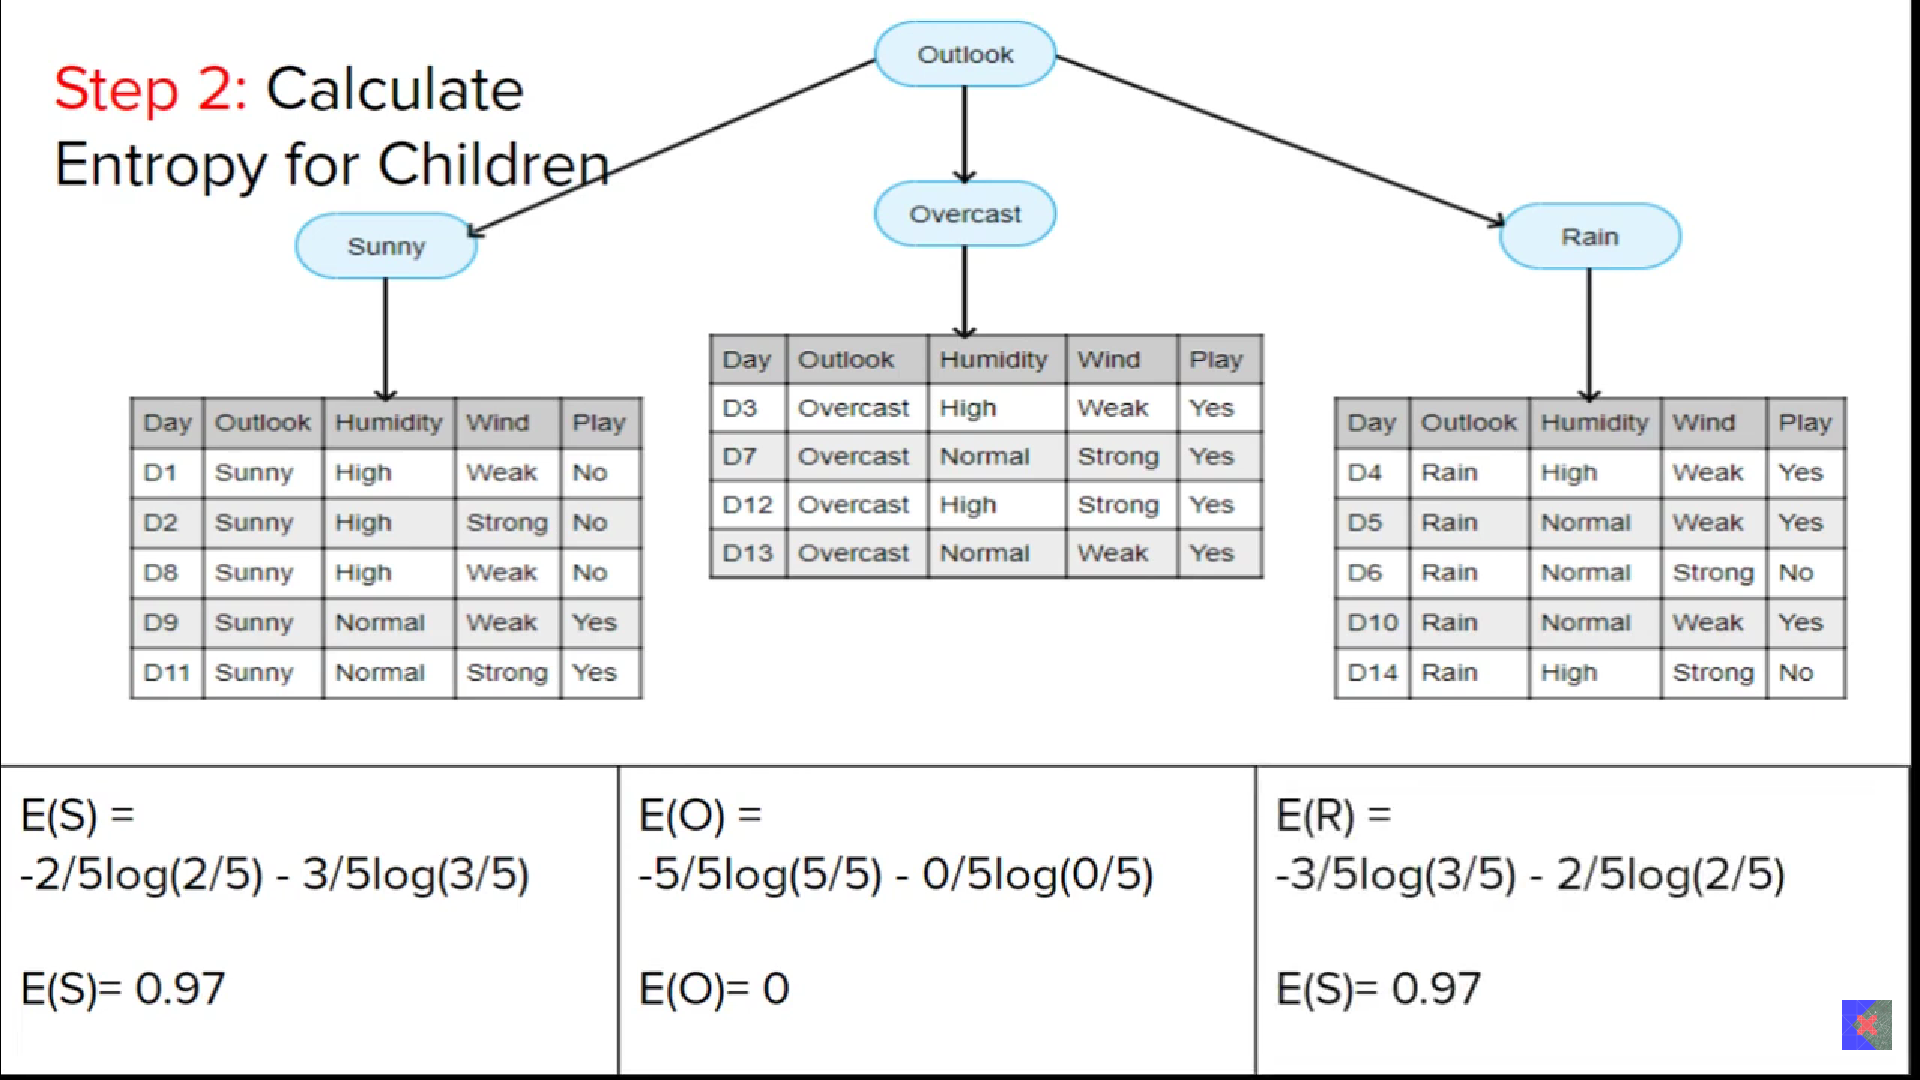 Outlook
Step 2: Calculate
Entropy for Children
Sunny
Overcast
Rain
Day Outlook Humidity Wind Play
D1 Sunny High Weak No
D2 Sunny High Strong No
D8 Sunny High Weak No
D9 Sunny Normal Weak Yes
D11 Sunny Normal Strong Yes
Day Outlook Humidity Wind Play
D3 Overcast High Weak Yes
D7 Overcast Normal Strong Yes
D12 Overcast High Strong Yes
D13 Overcast Normal Weak Yes
Day Outlook Humidity Wind Play
D4 Rain High Weak Yes
D5 Rain Normal Weak Yes
D6 Rain Normal Strong No
D10 Rain Normal Weak Yes
D14 Rain High Strong No
E(S) =
-2/5log(2/5) - 3/5log(3/5)
E(S)= 0.97
E(O) =
-5/5log(5/5) - 0/5log(0/5)
E(O)= 0
E(R) =
-3/5log(3/5) - 2/5log(2/5)
E(S)= 0.97